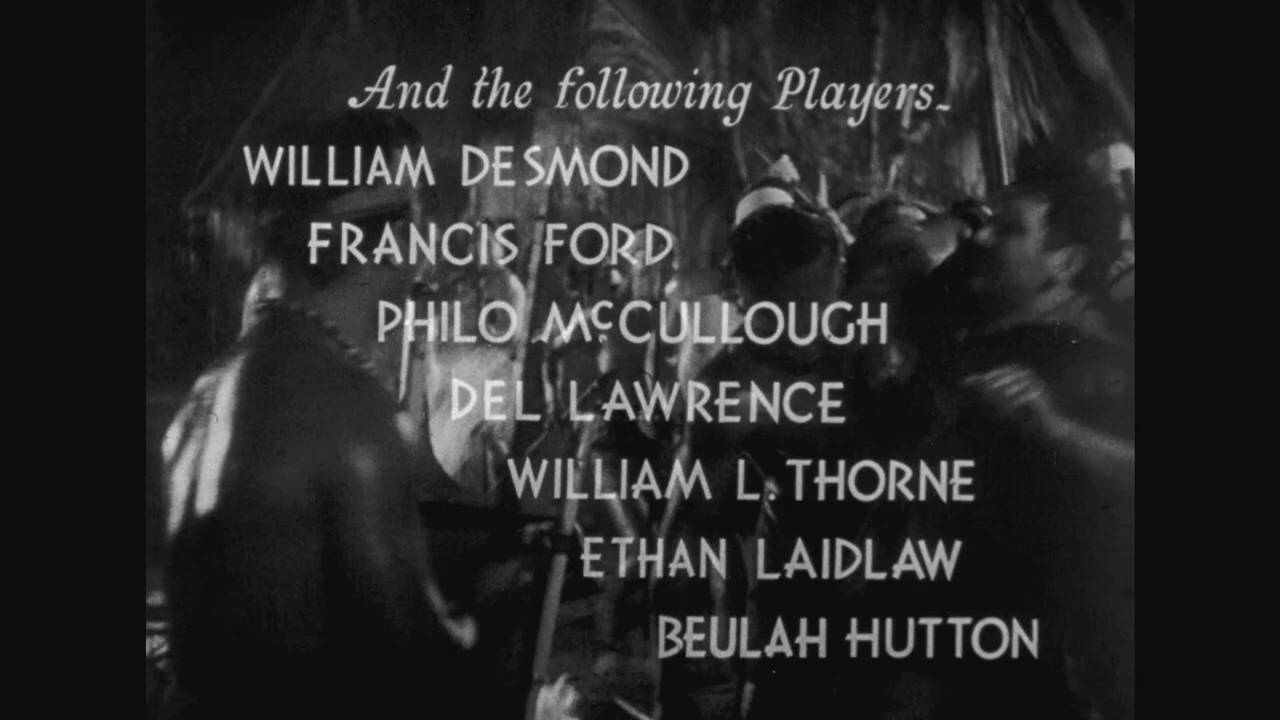 And the following Players-
WILLIAM DESMOND
FRANCIS FORD
PHILO McCULLOUGH
DEL LAWRENCE
WILLIAM L. THORNE
ETHAN LAIDLAW
BEULAH HUTTON